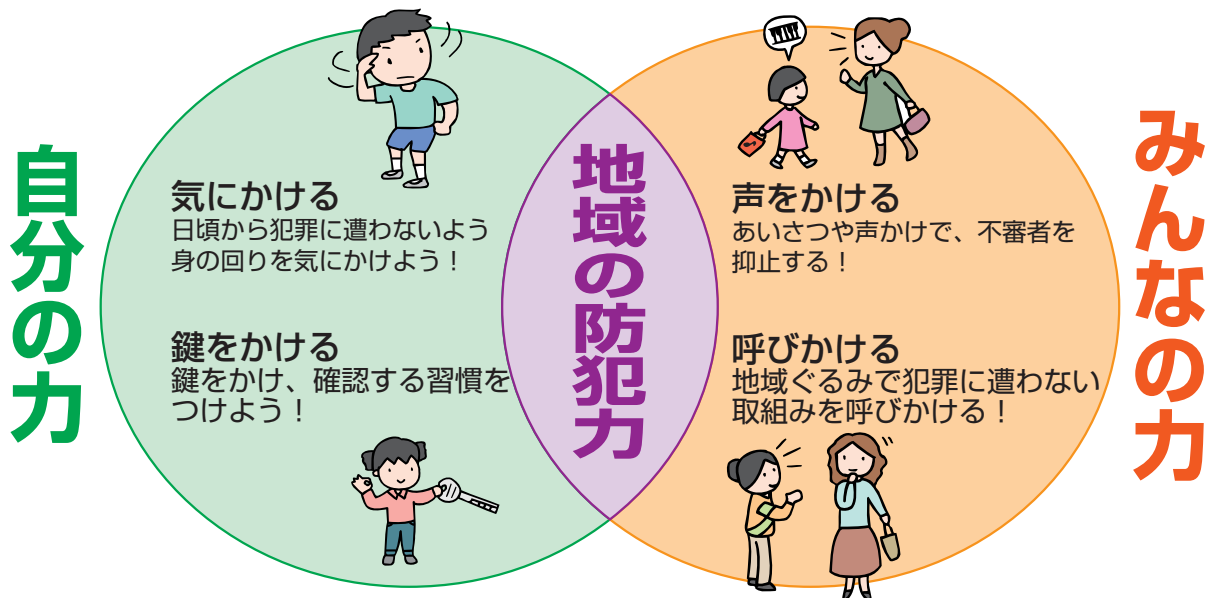 自分の力
気にかける
日頃から犯罪に遭わないよう
身の回りを気にかけよう！
鍵をかける
鍵をかけ、確認する習慣を
つけよう！
地域の防犯力
声をかける
あいさつや声かけで、不審者を
抑止する！
呼びかける
地域ぐるみで犯罪に遭わない
取組みを呼びかける！
みんなの力